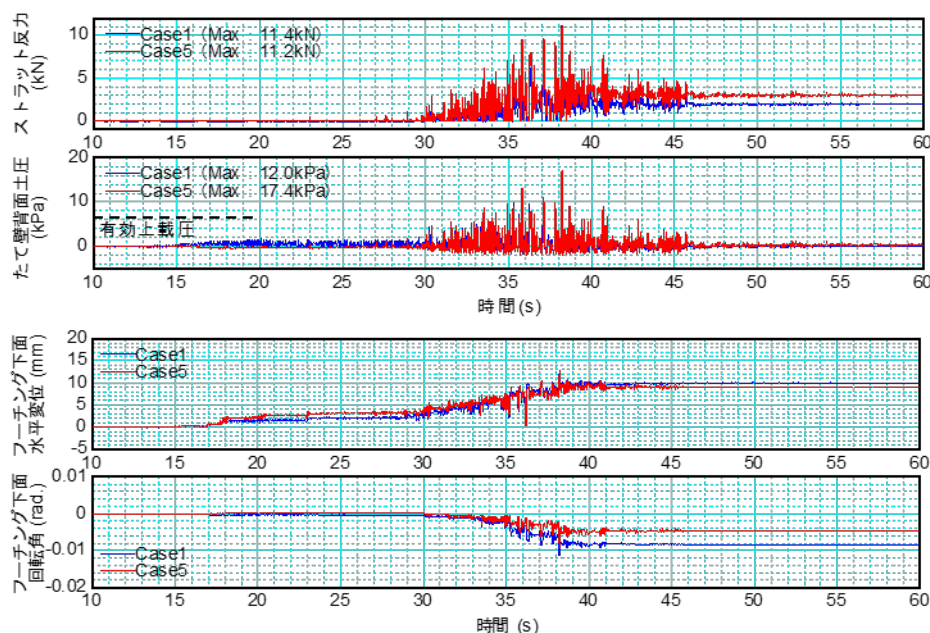 ストラット反力
(kN)
10
5
0
Case1 (Max 11.4kN)
Case5 (Max 11.2kN)
10 15 20 25 30 35 40 45 50 55 60
たて壁背面土圧
(kPa)
20
10
0
Case1 (Max 12.0kPa)
Case5 (Max 17.4kPa)
有効上載圧
10 15 20 25 30 35 40 45 50 55 60
時間(s)
フーチング下面
水平変位 (mm)
20
15
10
5
0
-5
Case1
Case5
10 15 20 25 30 35 40 45 50 55 60
フーチング下面
回転角 (rad.)
0.01
0
-0.01
-0.02
Case1
Case5
10 15 20 25 30 35 40 45 50 55 60
時間 (s)